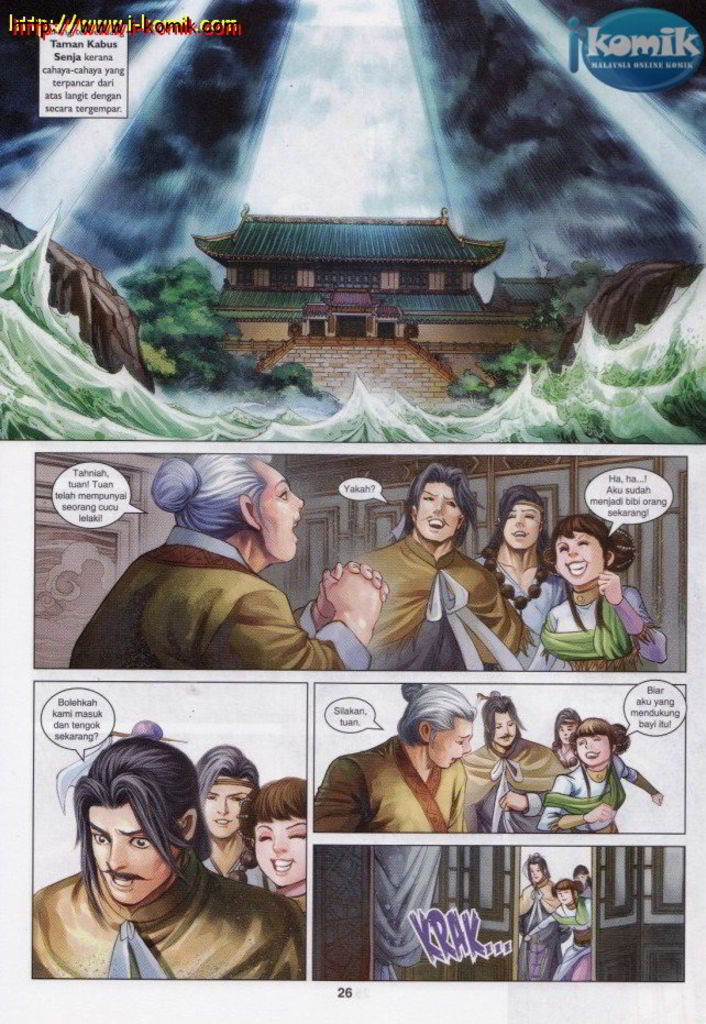 http://www.i-komik.com/
ikomik
MALAYSIA ONLINE KOMIK
Taman Kabus
Senja kerana
cahaya-cahaya yang
terpancar dari
atas langit dengan
secara tergempar.
Tahniah,
tuan! Tuan
telah mempunyai
seorang cucu
lelaki!
Yakah?
Ha, ha...!
Aku sudah
menjadi bibi orang
sekarang!
Bolehkah
kami masuk
dan tengok
sekarang?
Silakan,
tuan.
Biar
aku yang
mendukung
bayi itu!
KRAK...
26